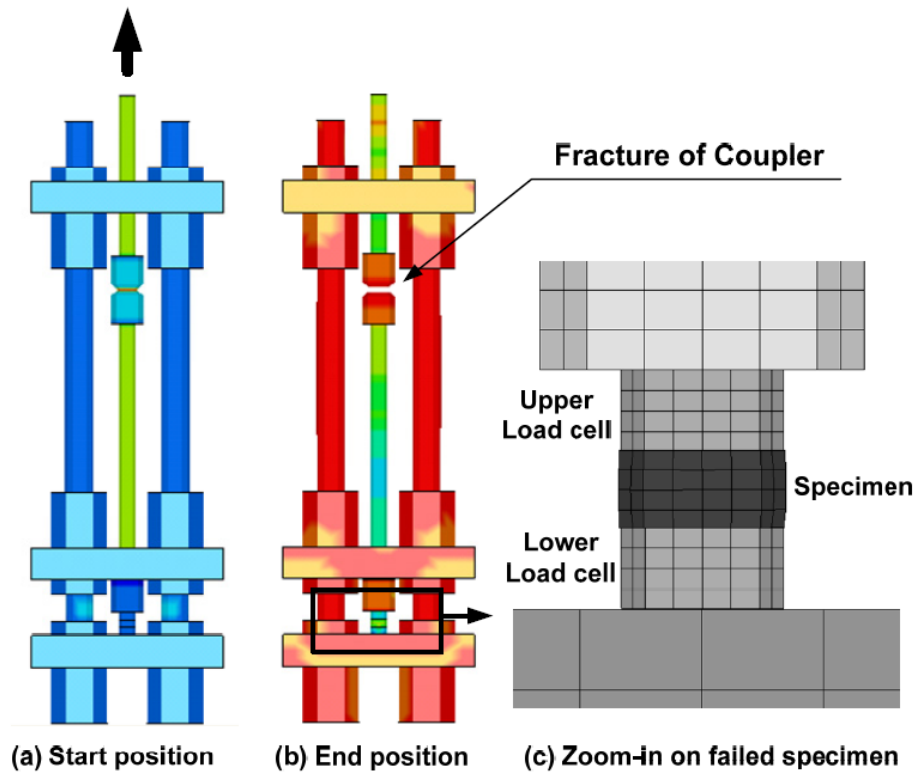 Fracture of Coupler
Upper
Load cell
Specimen
Lower
Load cell
(a) Start position
(b) End position
(c) Zoom-in on failed specimen